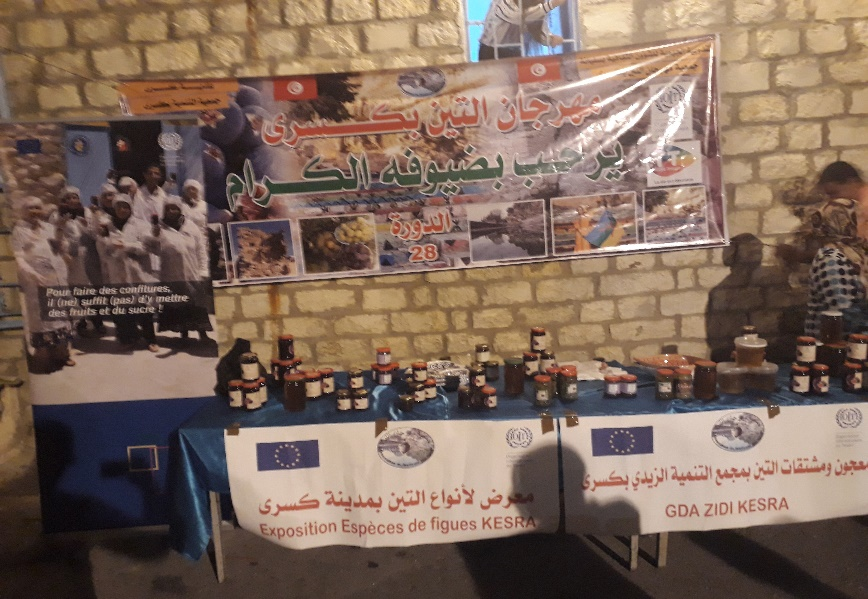 مهرجان التين بكسرى
يرحب بضيوفه الكرام
الدورة
28
Pour faire des confitures,
il (ne) suffit (pas) d'y mettre
des fruits et du sucre !
معرض لأنواع التين بمدينة كسرى
Exposition Espèces de figues KESRA
معجون ومشتقات التين بمجمع التنمية الزيدي بكسرى
GDA ZIDI KESRA